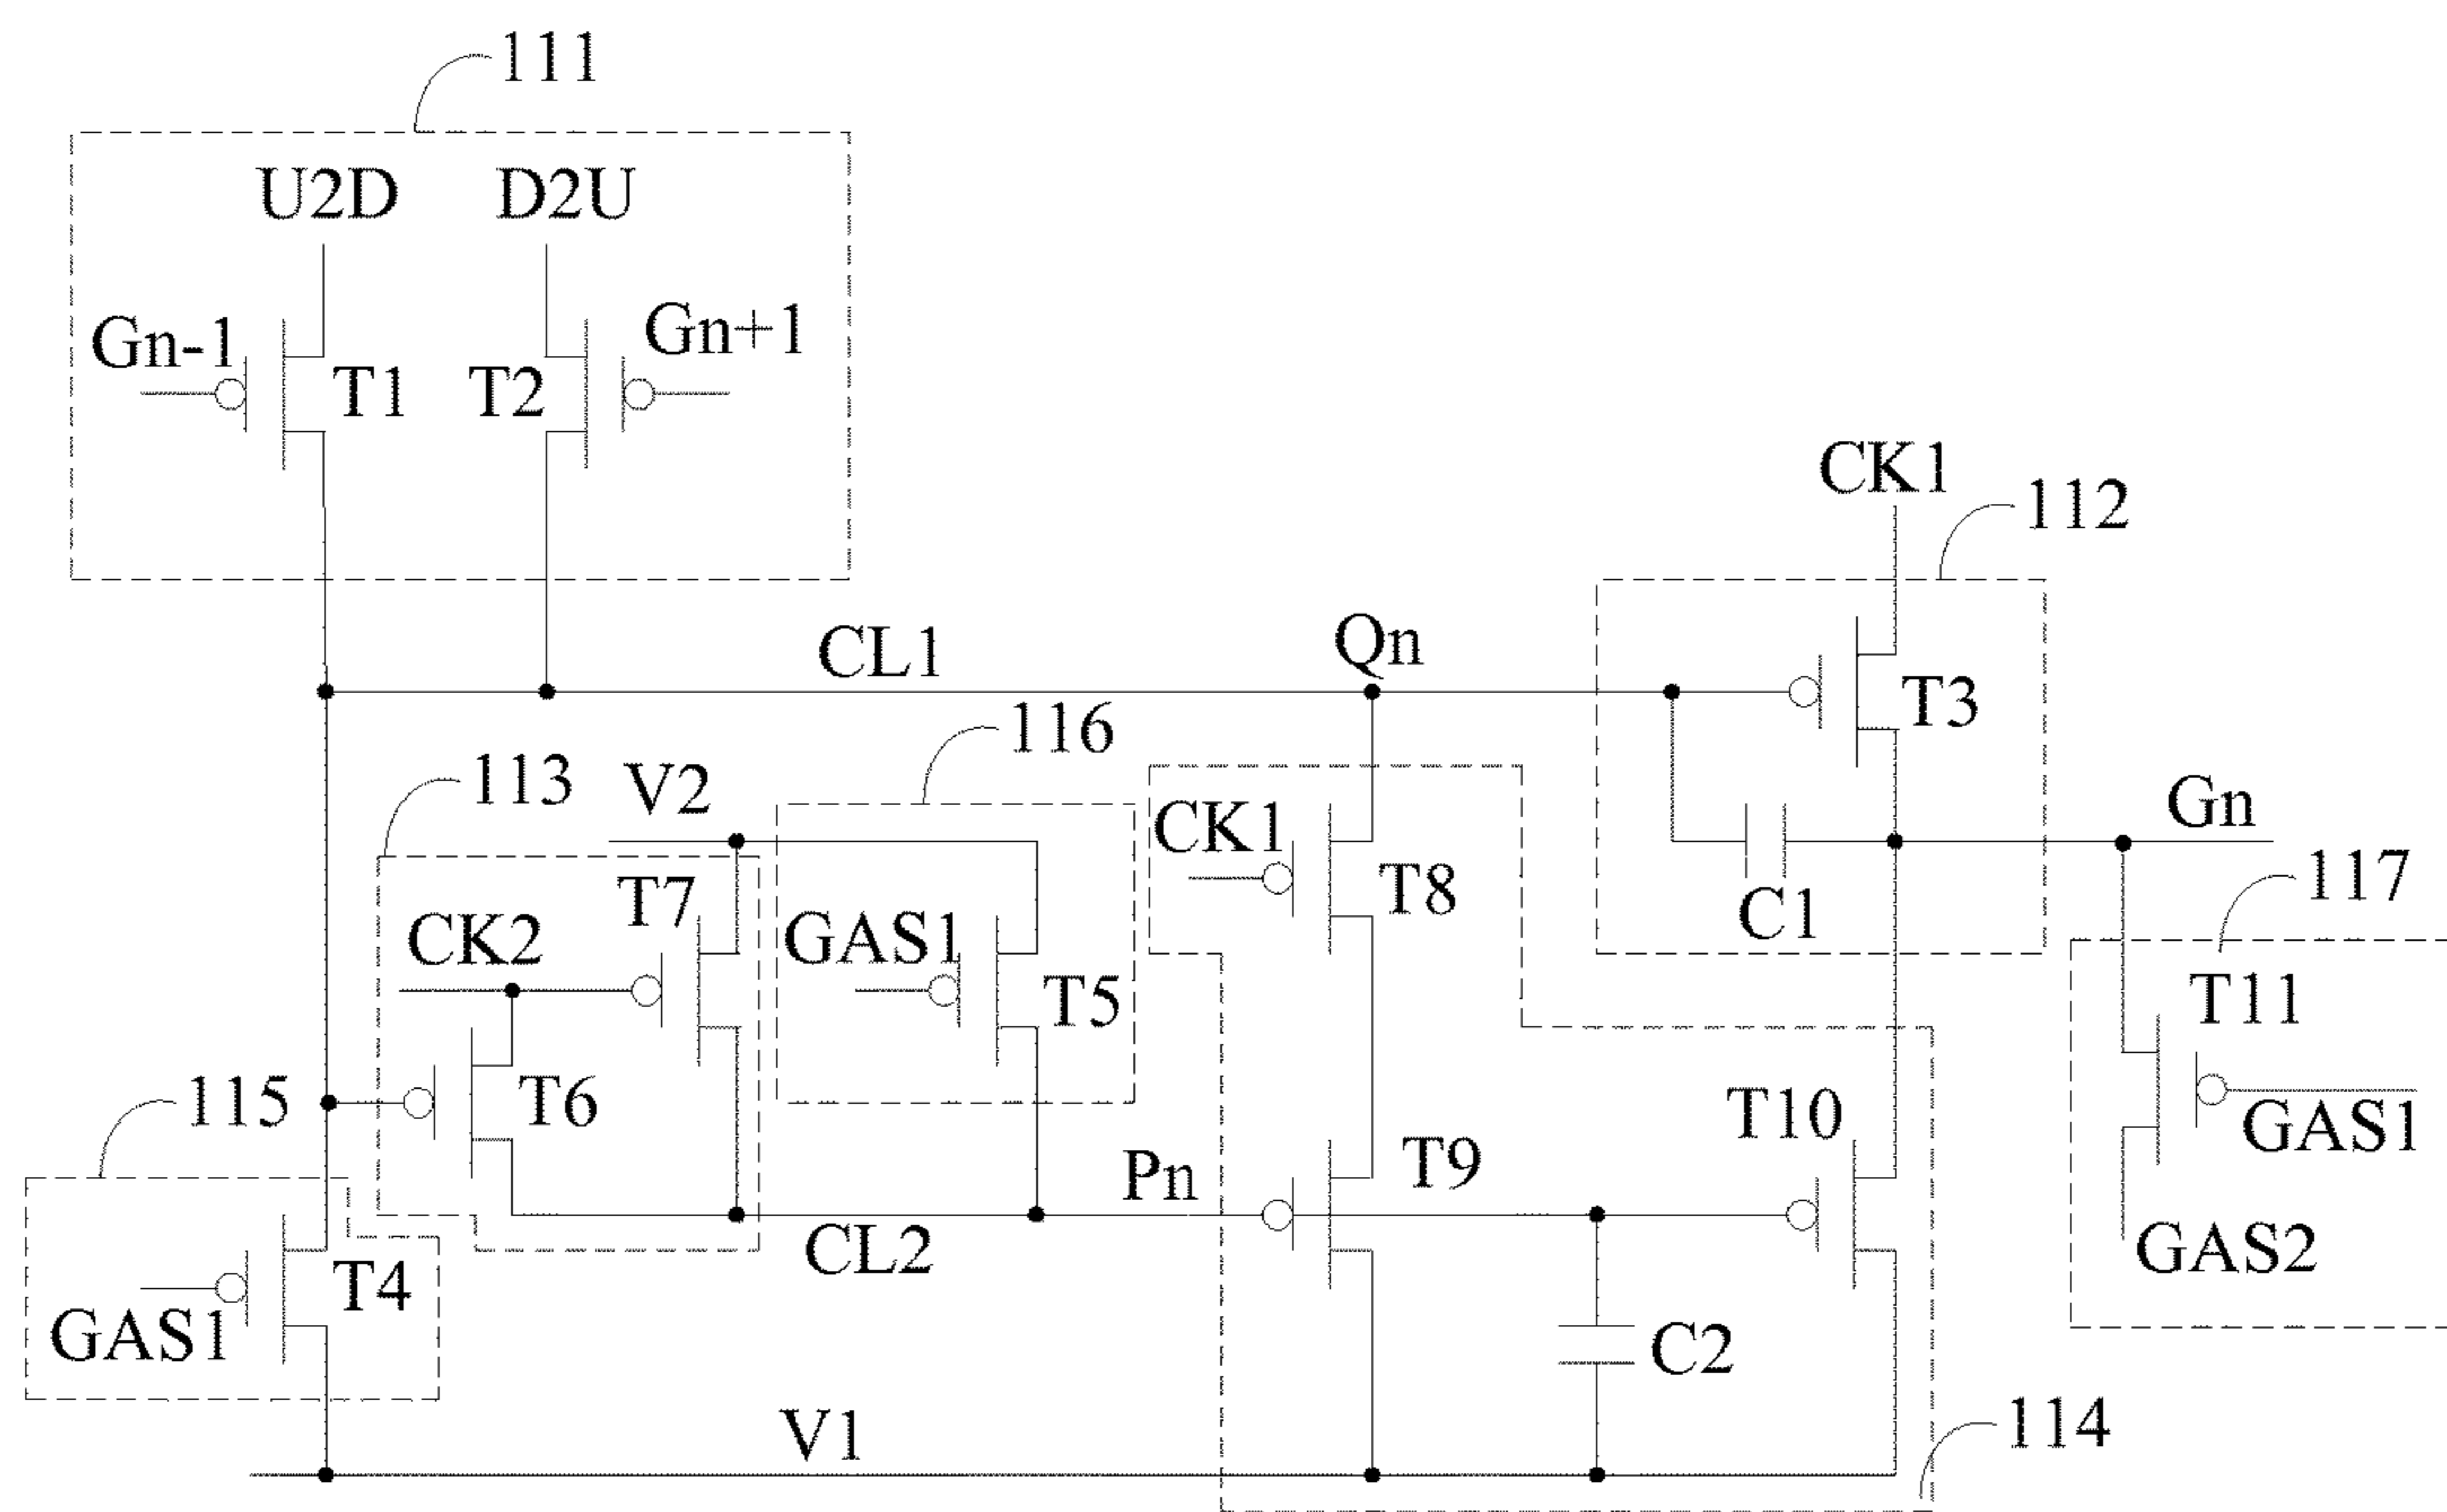 111
U2D D2U
Gn-1 T1 T2 Gn+1
CK1
112
CL1 Qn
T3
116
113 V2
CK1 Gn
T7 T8 117
CK2 GAS1 C1
T5 T11
115 T6 T10 GAS1
Pn T9
CL2 GAS2
T4
GAS1 C2
V1 114